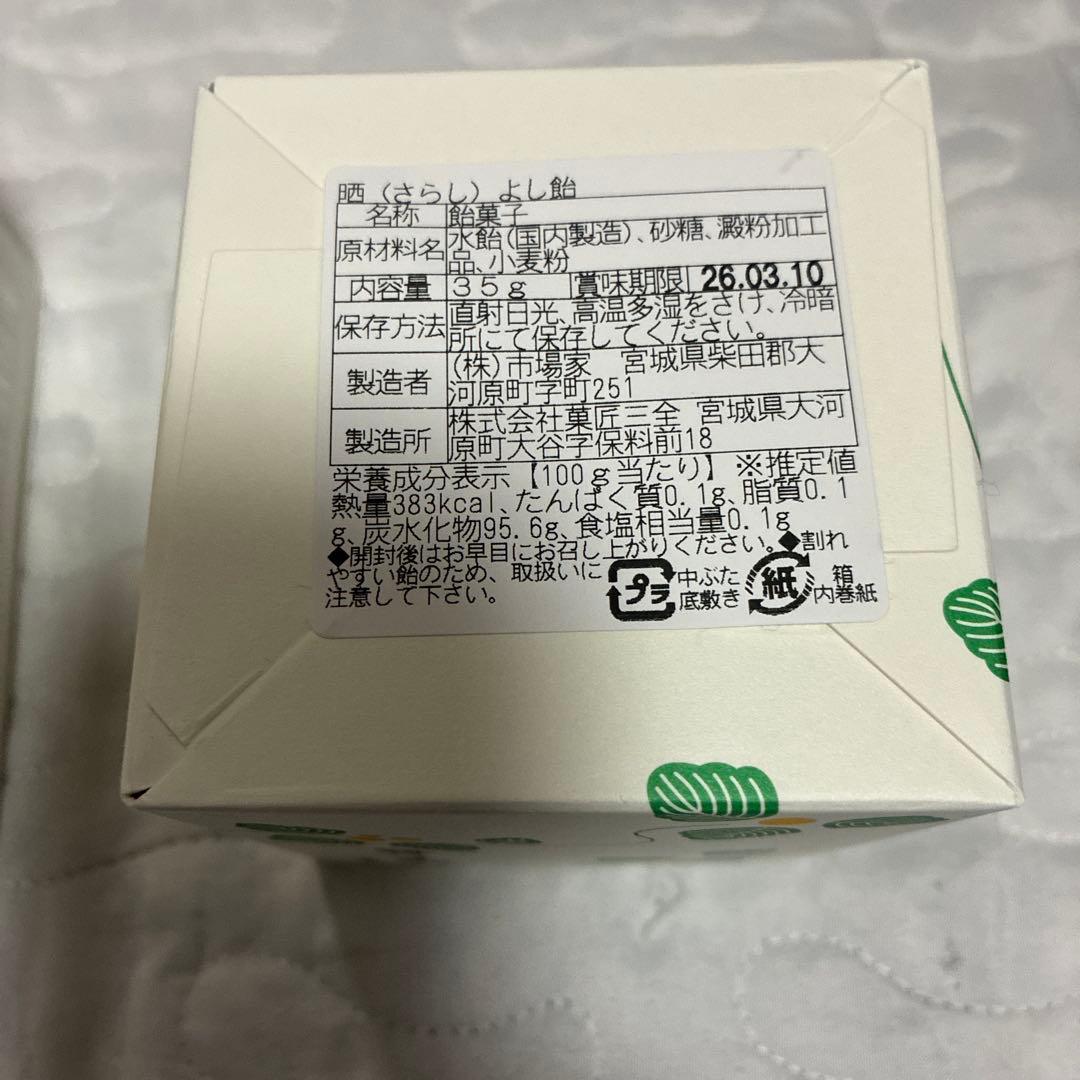 晒（さらし）よし飴
名称 飴菓子
原材料名 水飴(国内製造)、砂糖、澱粉加工
品、小麦粉
内容量 35g 賞味期限 26.03.10
保存方法 直射日光、高温多湿をさけ、冷暗
所にて保存してください。
製造者 (株)市場家 宮城県柴田郡大
河原町字町251
製造所 株式会社菓匠三全 宮城県大河
原町大谷字保料前18
栄養成分表示【100g当たり】※推定値
熱量383kcal、たんぱく質0.1g、脂質0.1
g、炭水化物95.6g、食塩相当量0.1g
◆開封後はお早目にお召し上がりください。◆割れ
やすい飴のため、取扱いに
注意して下さい。
プラ 中ぶた
底敷き
紙 箱
内巻紙